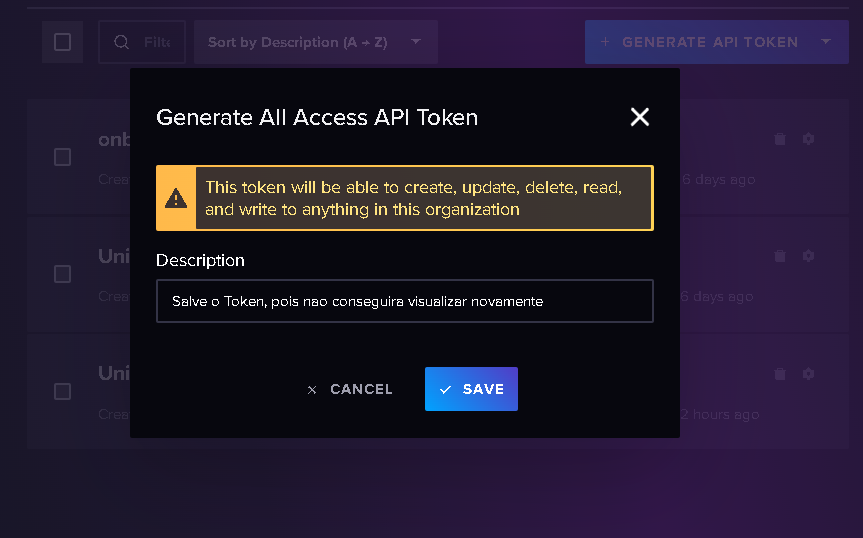 Filte
Sort by Description (A → Z)
+ GENERATE API TOKEN
Generate All Access API Token
This token will be able to create, update, delete, read,
and write to anything in this organization
Description
Salve o Token, pois nao conseguira visualizar novamente
CANCEL
SAVE
onb
Crea
6 days ago
Uni
Crea
6 days ago
Uni
Crea
2 hours ago